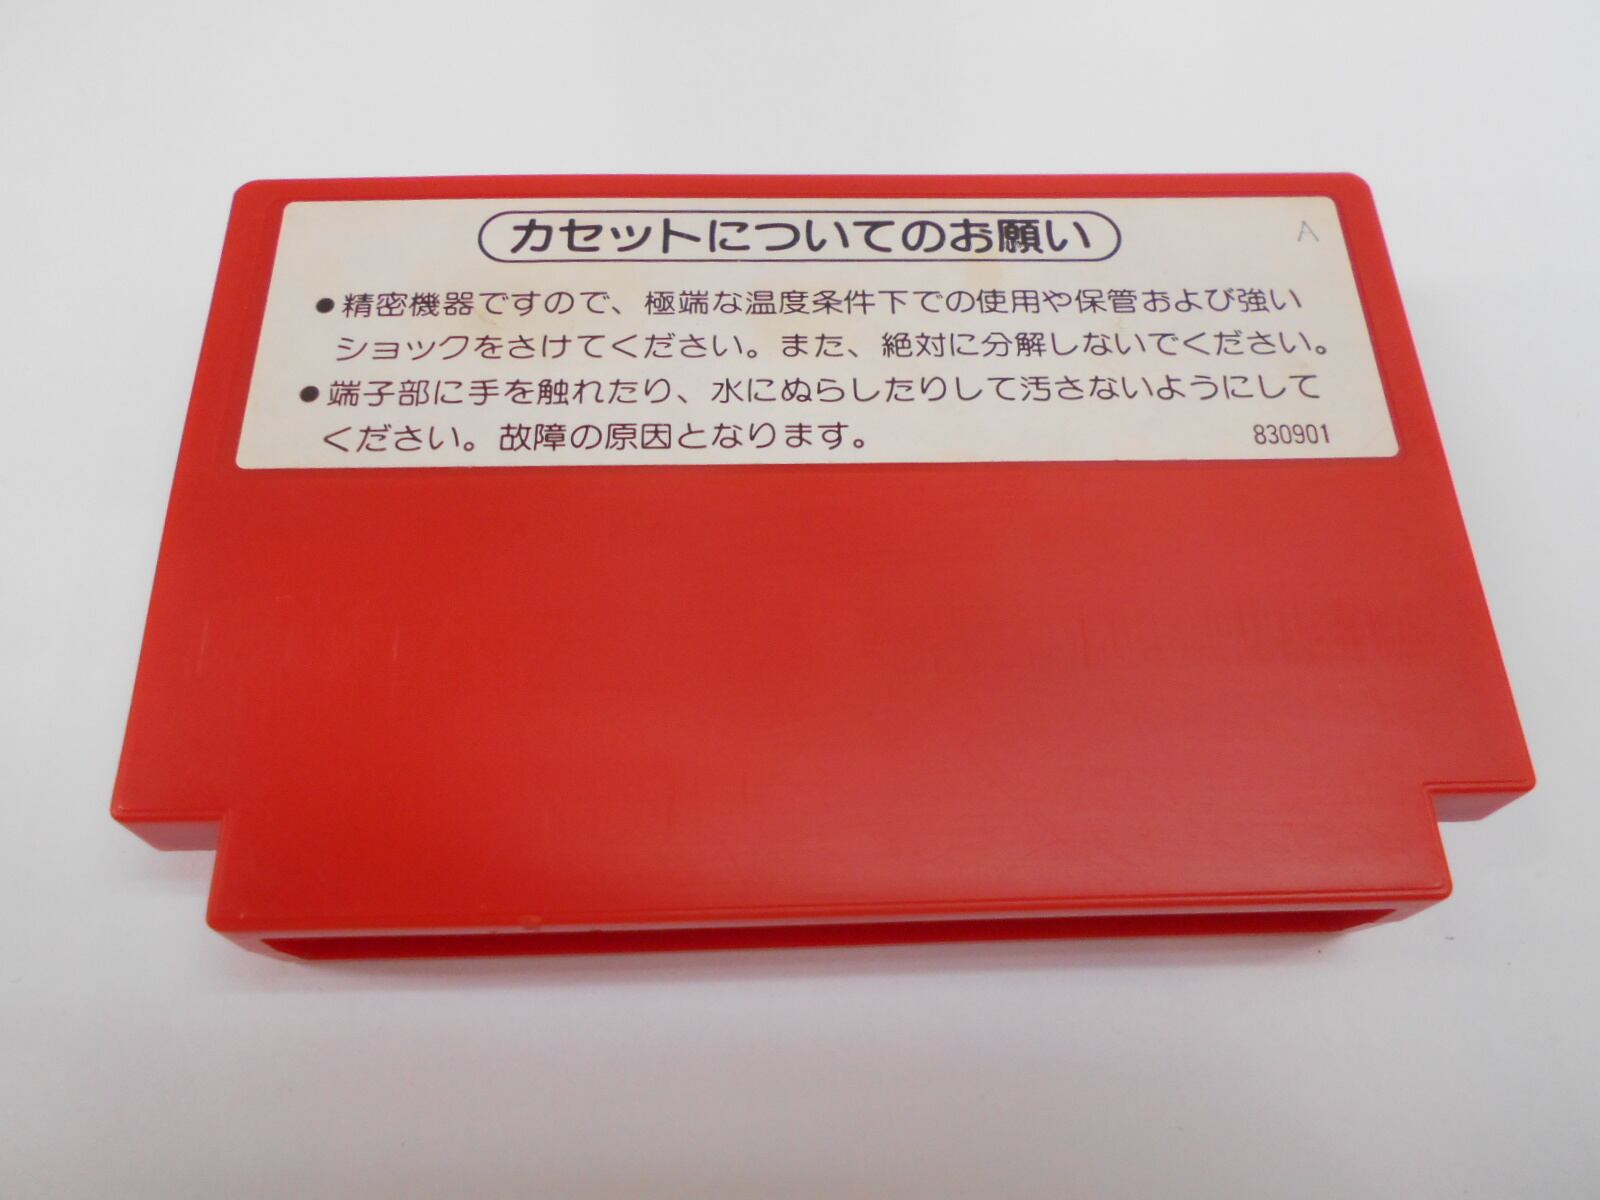 カセットについてのお願い
A
●精密機器ですので、極端な温度条件下での使用や保管および強い
ショックをさけてください。また、絶対に分解しないでください。
●端子部に手を触れたり、水にぬらしたりして汚さないようにして
ください。故障の原因となります。
830901